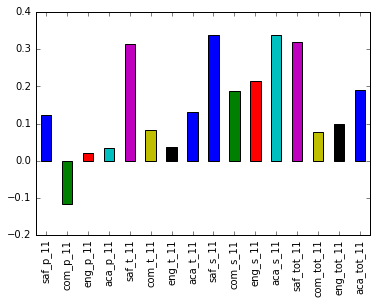 0.4
0.3
0.2
0.1
0.0
−0.1
−0.2
saf_p_11
com_p_11
eng_p_11
aca_p_11
saf_t_11
com_t_11
eng_t_11
aca_t_11
saf_s_11
com_s_11
eng_s_11
aca_s_11
saf_tot_11
com_tot_11
eng_tot_11
aca_tot_11